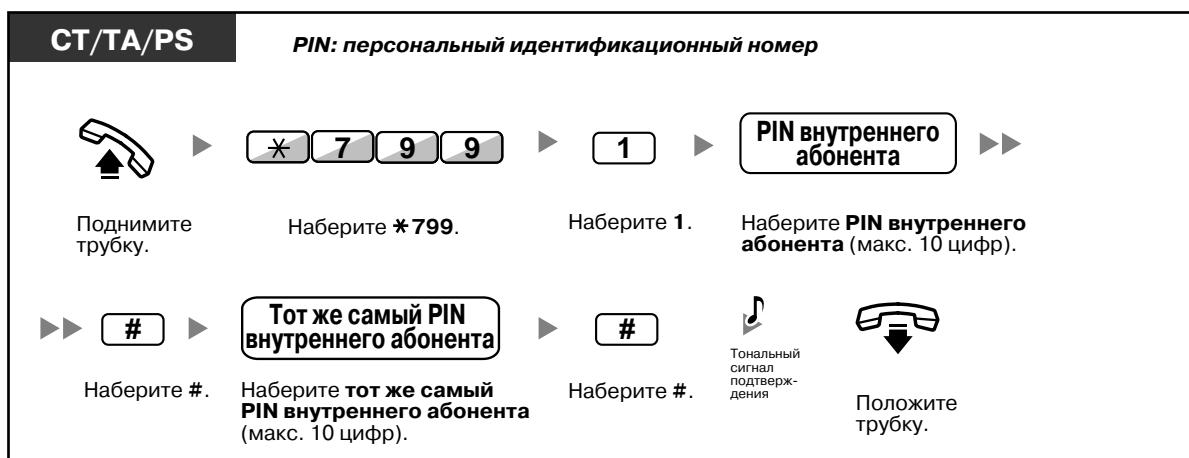 CT/TA/PS
PIN: персональный идентификационный номер
✳ 7 9 9
1
PIN внутреннего
абонента
Поднимите
трубку.
Наберите ✳799.
Наберите 1.
Наберите PIN внутреннего
абонента (макс. 10 цифр).
#
Тот же самый PIN
внутреннего абонента
#
Наберите #.
Наберите тот же самый
PIN внутреннего абонента
(макс. 10 цифр).
Наберите #.
Тональный
сигнал
подтверж-
дения
Положите
трубку.